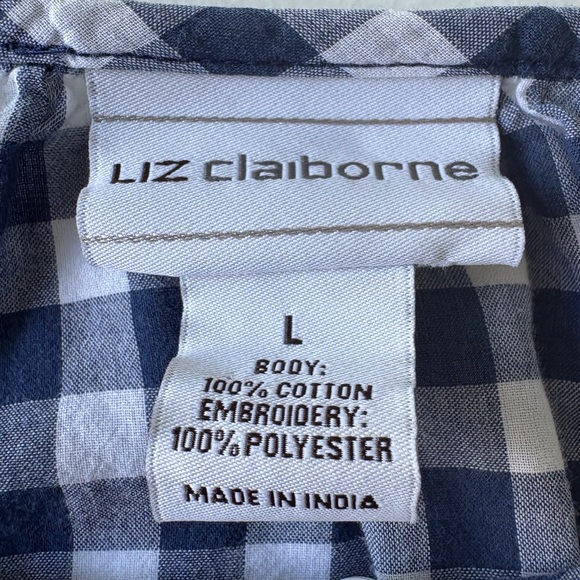 LIZ claiborne
L
BODY:
100% COTTON
EMBROIDERY:
100% POLYESTER
MADE IN INDIA